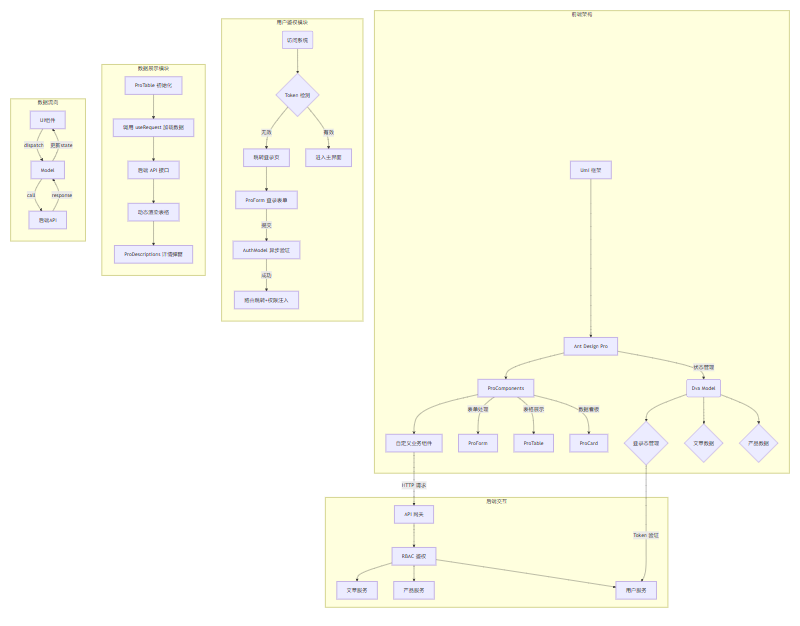 数据流向
UI组件
dispatch
更新state
Model
call
response
后端API
数据展示模块
ProTable 初始化
调用 useRequest 加载数据
后端 API 接口
动态渲染表格
ProDescriptions 详情解析
用户鉴权模块
访问系统
Token 检测
无效
有效
跳转登录页
进入主界面
ProForm 登录表单
提交
AuthModel 异步验证
成功
路由跳转+权限注入
前端架构
Umi 框架
Ant Design Pro
状态管理
ProComponents
Dva Model
表单处理
表格展示
数据看板
自定义业务组件
ProForm
ProTable
ProCard
登录态管理
文章数据
产品数据
HTTP 请求
后端交互
API 网关
Token 验证
RBAC 鉴权
文章服务
产品服务
用户服务